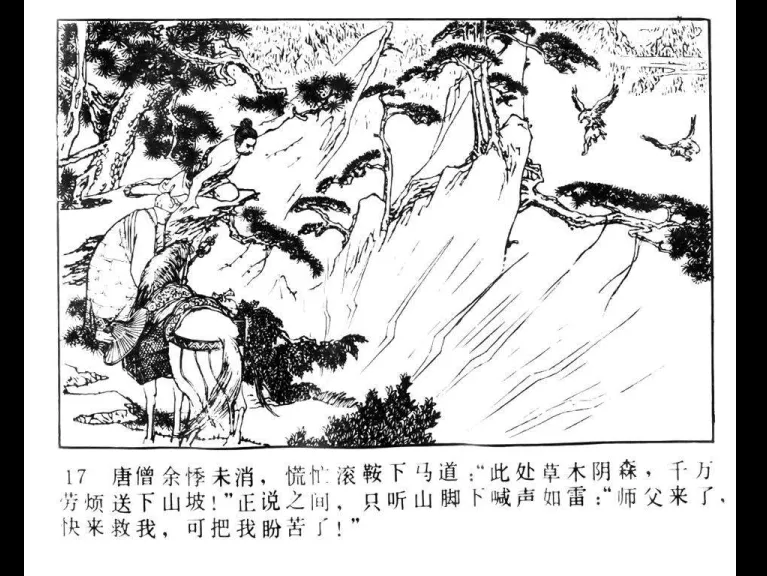 17 唐僧余悸未消，慌忙滚鞍下马道：“此处草木阴森，千万
劳烦送下山坡！”正说之间，只听山脚下喊声如雷：“师父来了，
快来救我，可把我盼苦了！”